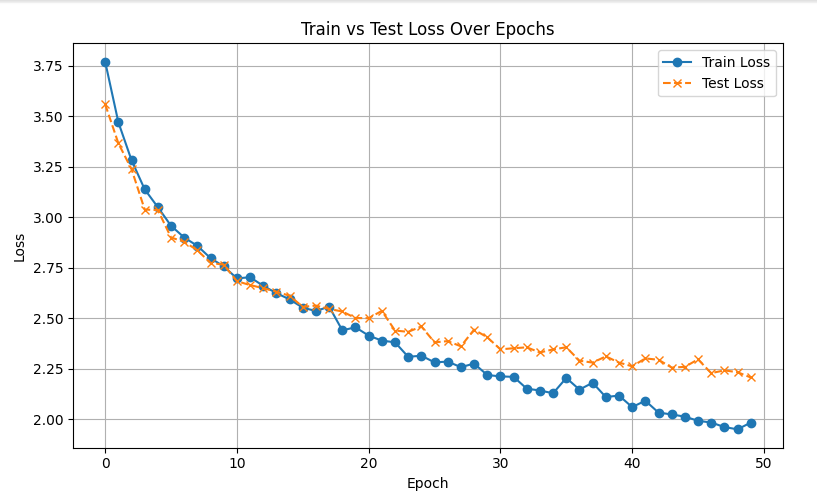 Train vs Test Loss Over Epochs
Train Loss
Test Loss
3.75
3.50
3.25
3.00
2.75
2.50
2.25
2.00
Loss
0 10 20 30 40 50
Epoch